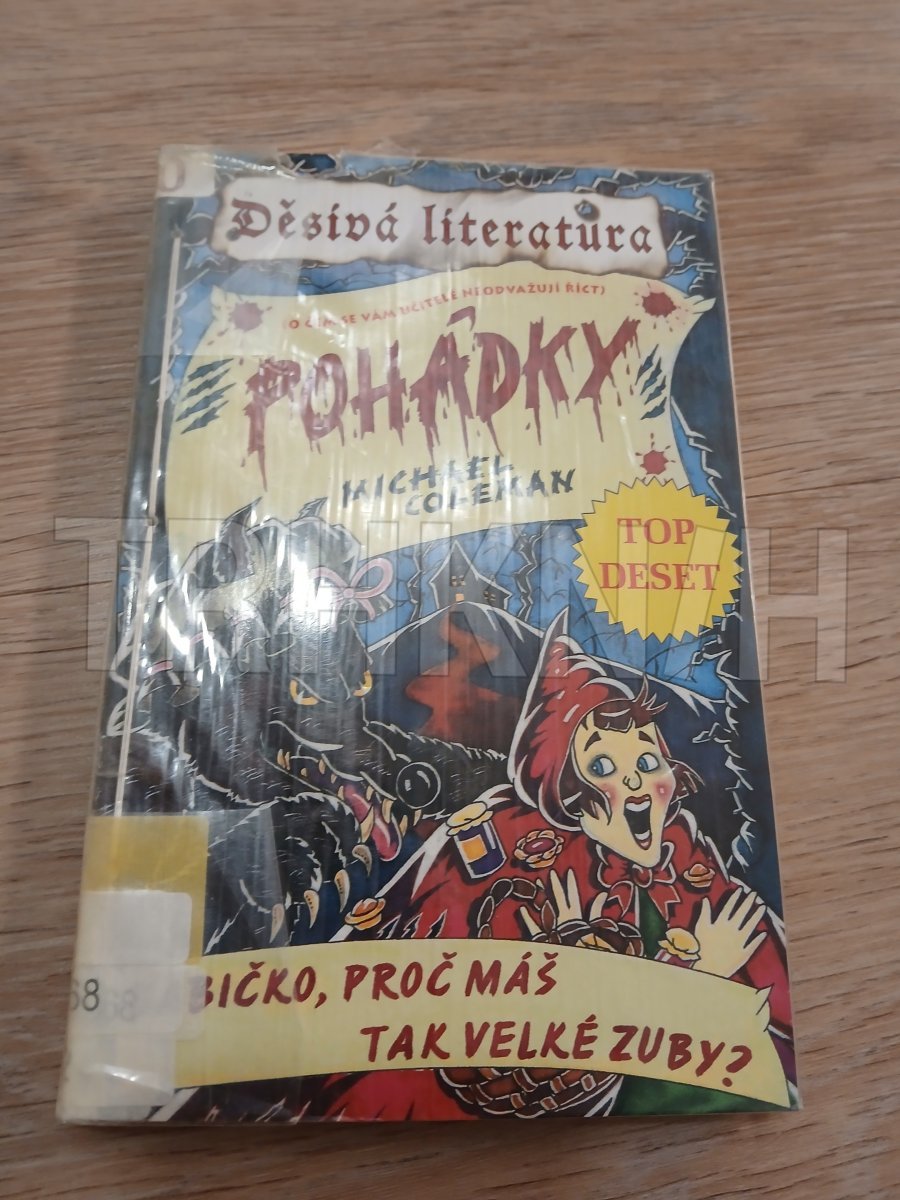 Děsivá literatura
(O ČEM SE VÁM UČITELÉ NEODVAŽUJÍ ŘÍCT)
POHÁDKY
MICHAEL
COLEMAN
TOP
DESET
BIČKO, PROČ MÁŠ
TAK VELKÉ ZUBY?
68
68